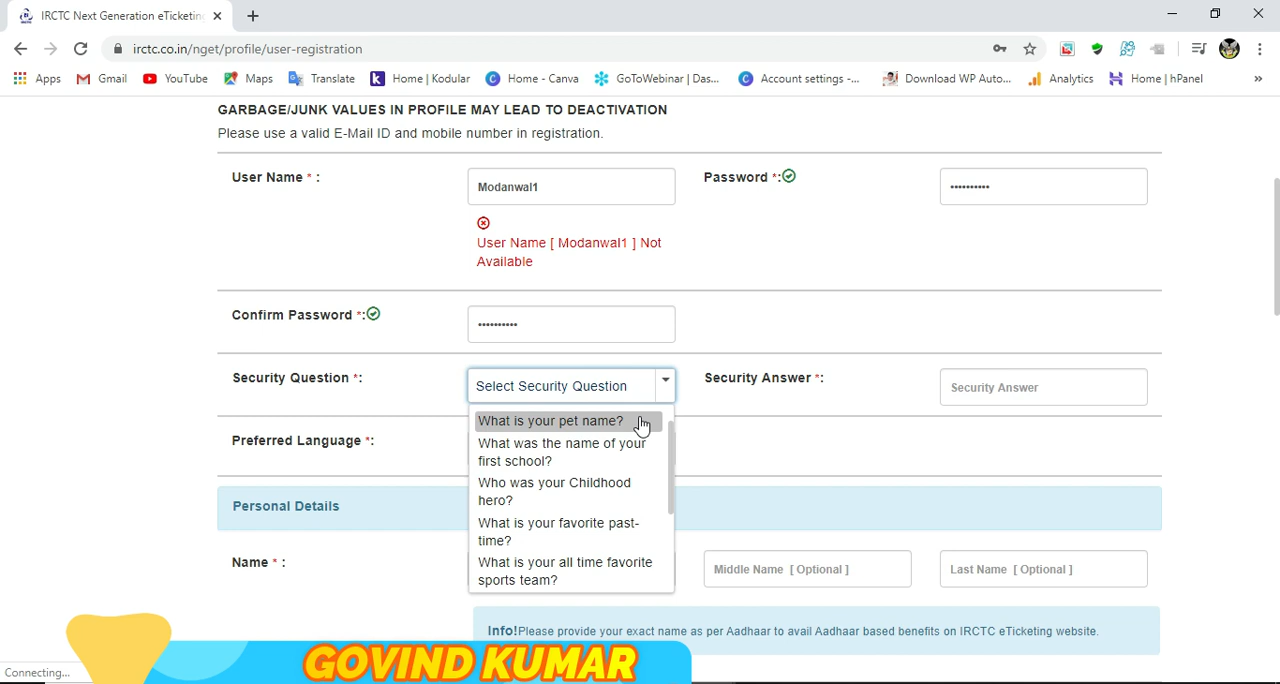 IRCTC Next Generation eTicketing
irctc.co.in/nget/profile/user-registration
Apps Gmail YouTube Maps Translate Home | Kodular Home - Canva GoToWebinar | Das... Account settings -... Download WP Auto... Analytics Home | hPanel »
GARBAGE/JUNK VALUES IN PROFILE MAY LEAD TO DEACTIVATION
Please use a valid E-Mail ID and mobile number in registration.
User Name * : Modanwal1 Password *: ••••••••••
User Name [ Modanwal1 ] Not
Available
Confirm Password *: ••••••••••
Security Question *: Select Security Question Security Answer *: Security Answer
What is your pet name?
Preferred Language *:
What was the name of your
first school?
Who was your Childhood
hero?
What is your favorite past-
time?
What is your all time favorite
sports team?
Personal Details
Name * : Middle Name [ Optional ] Last Name [ Optional ]
Info!Please provide your exact name as per Aadhaar to avail Aadhaar based benefits on IRCTC eTicketing website.
GOVIND KUMAR
Connecting...